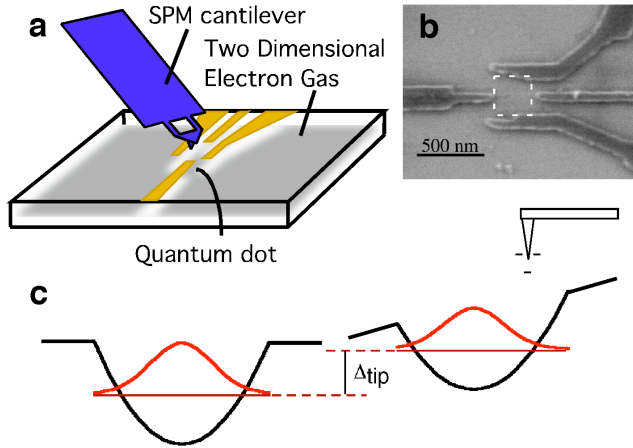 a
SPM cantilever
Two Dimensional
Electron Gas
Quantum dot
b
500 nm
c
Δtip